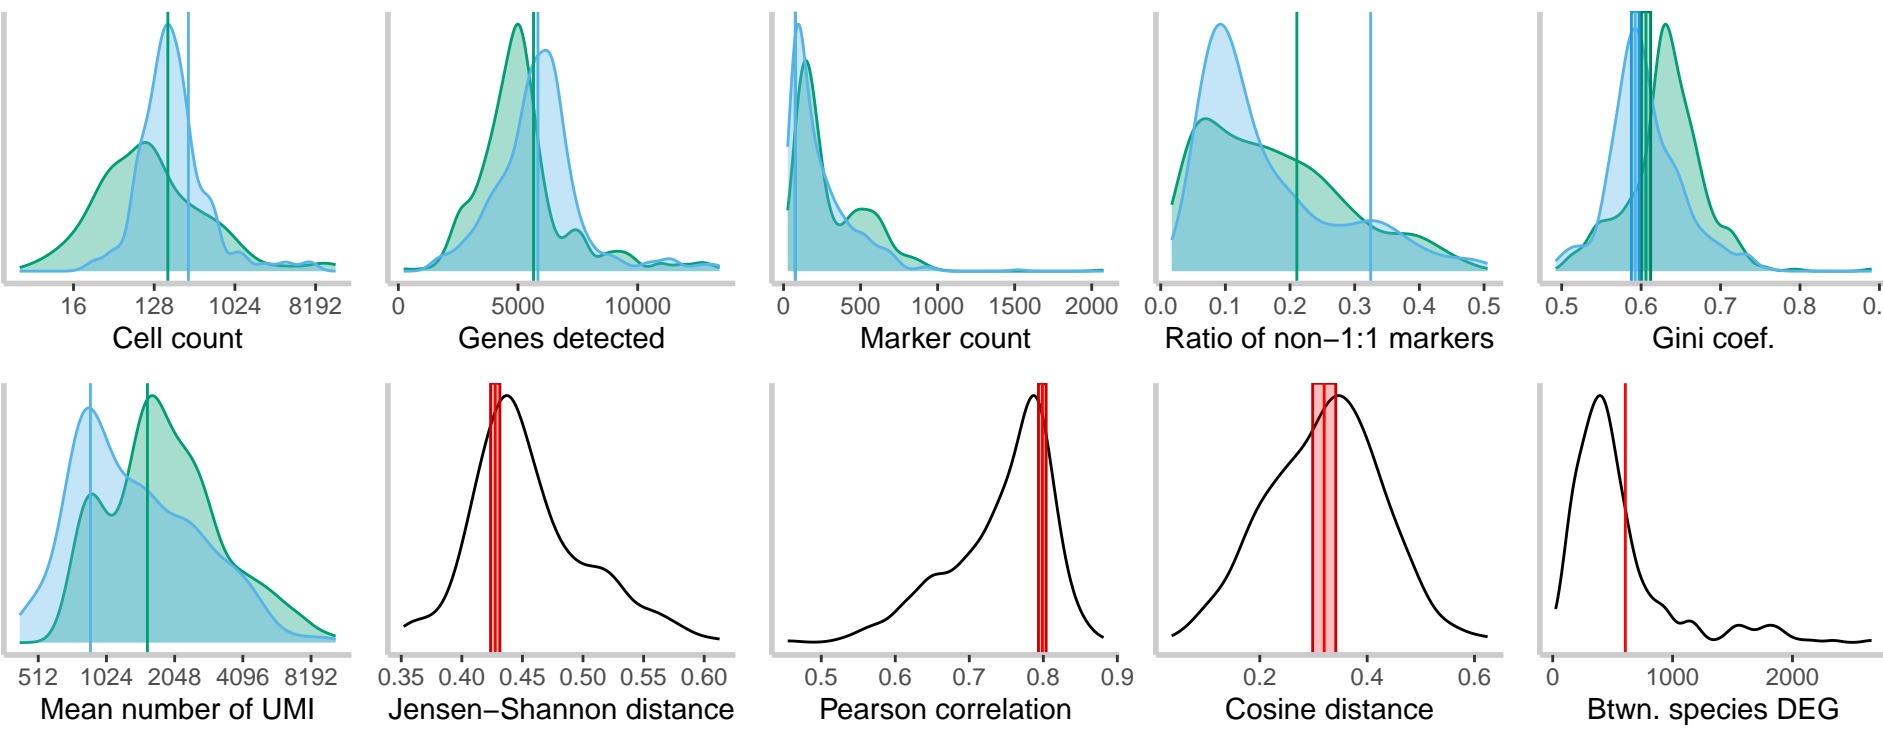 16 128 1024 8192
Cell count
0 5000 10000
Genes detected
0 500 1000 1500 2000
Marker count
0.0 0.1 0.2 0.3 0.4 0.5
Ratio of non−1:1 markers
0.5 0.6 0.7 0.8 0.
Gini coef.
512 1024 2048 4096 8192
Mean number of UMI
0.35 0.40 0.45 0.50 0.55 0.60
Jensen−Shannon distance
0.5 0.6 0.7 0.8 0.9
Pearson correlation
0.2 0.4 0.6
Cosine distance
0 1000 2000
Btwn. species DEG